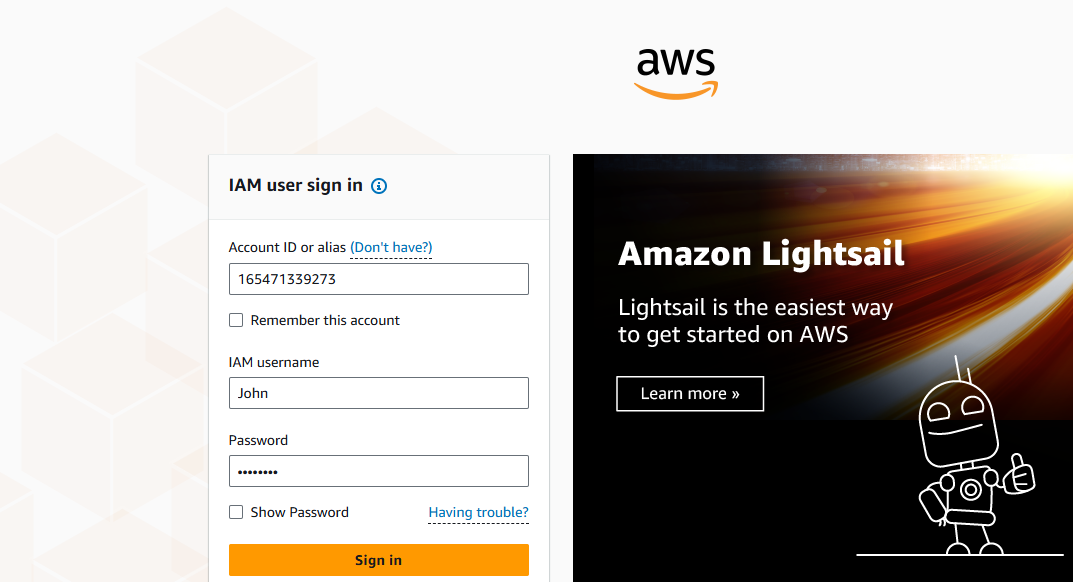 aws
IAM user sign in
Account ID or alias (Don't have?)
165471339273
Remember this account
IAM username
John
Password
••••••••
Show Password
Having trouble?
Sign in
Amazon Lightsail
Lightsail is the easiest way
to get started on AWS
Learn more »